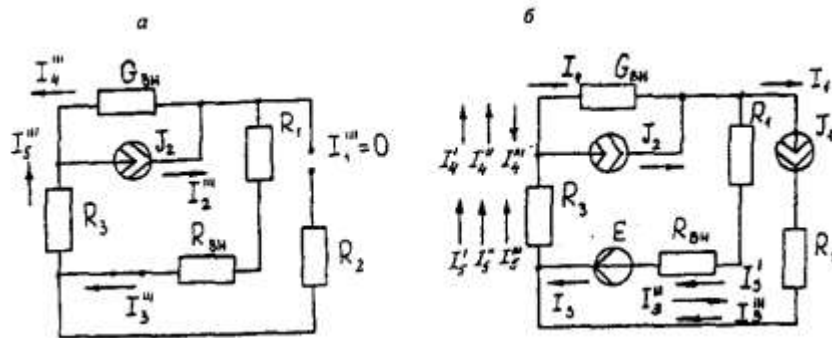 а
I₄‴
G вн
I₅‴
J₂
I₂‴
R₁
I₁‴=0
R₃
R вн
R₂
I₃‴
б
I₄
G вн
I₁
I₄′ I₄″ I₄‴
J₂
R₁
J₁
R₃
I₅′ I₅″ I₅‴
E
R вн
I₃
I₃′
I₃″
I₃‴